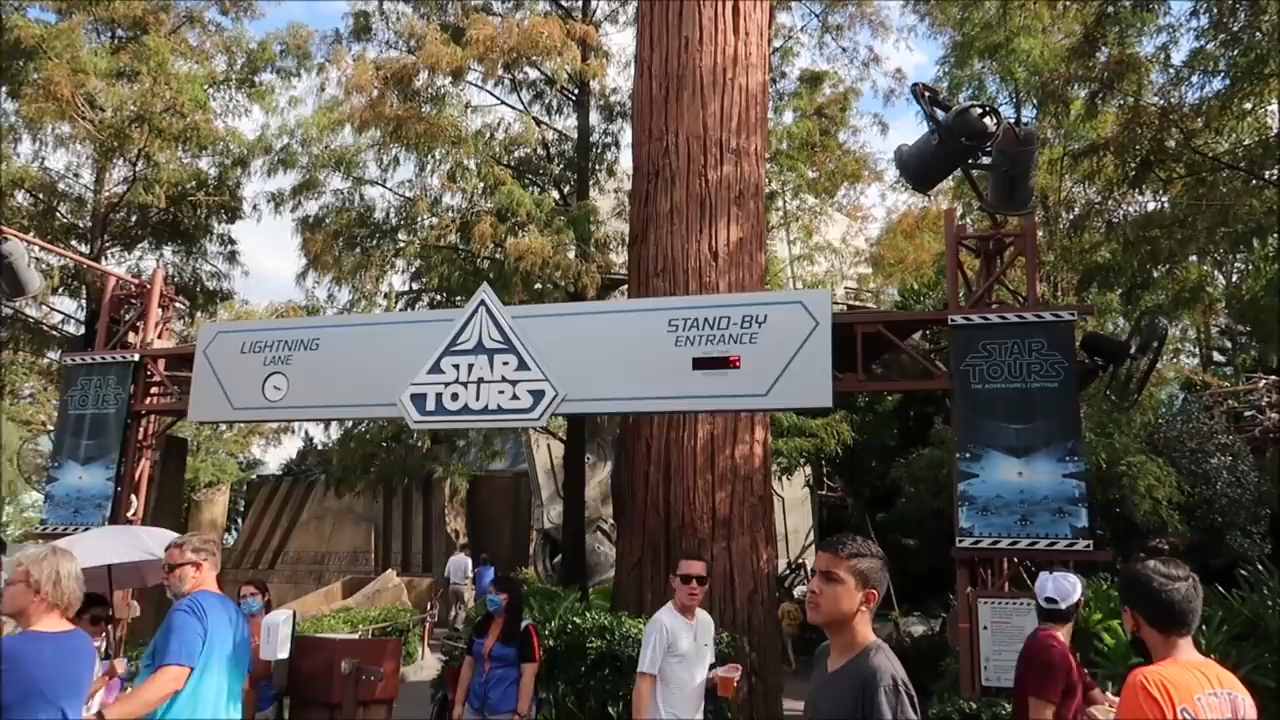 LIGHTNING
LANE
STAR
TOURS
STAND-BY
ENTRANCE
STAR
TOURS
STAR
TOURS
THE ADVENTURES CONTINUE